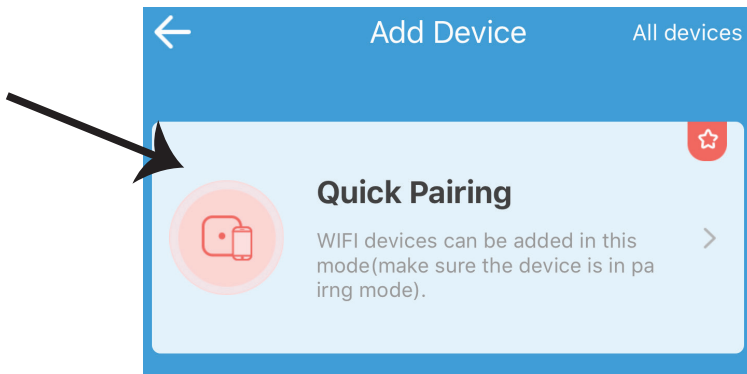 Add Device
All devices
Quick Pairing
WIFI devices can be added in this
mode(make sure the device is in pa
irng mode).